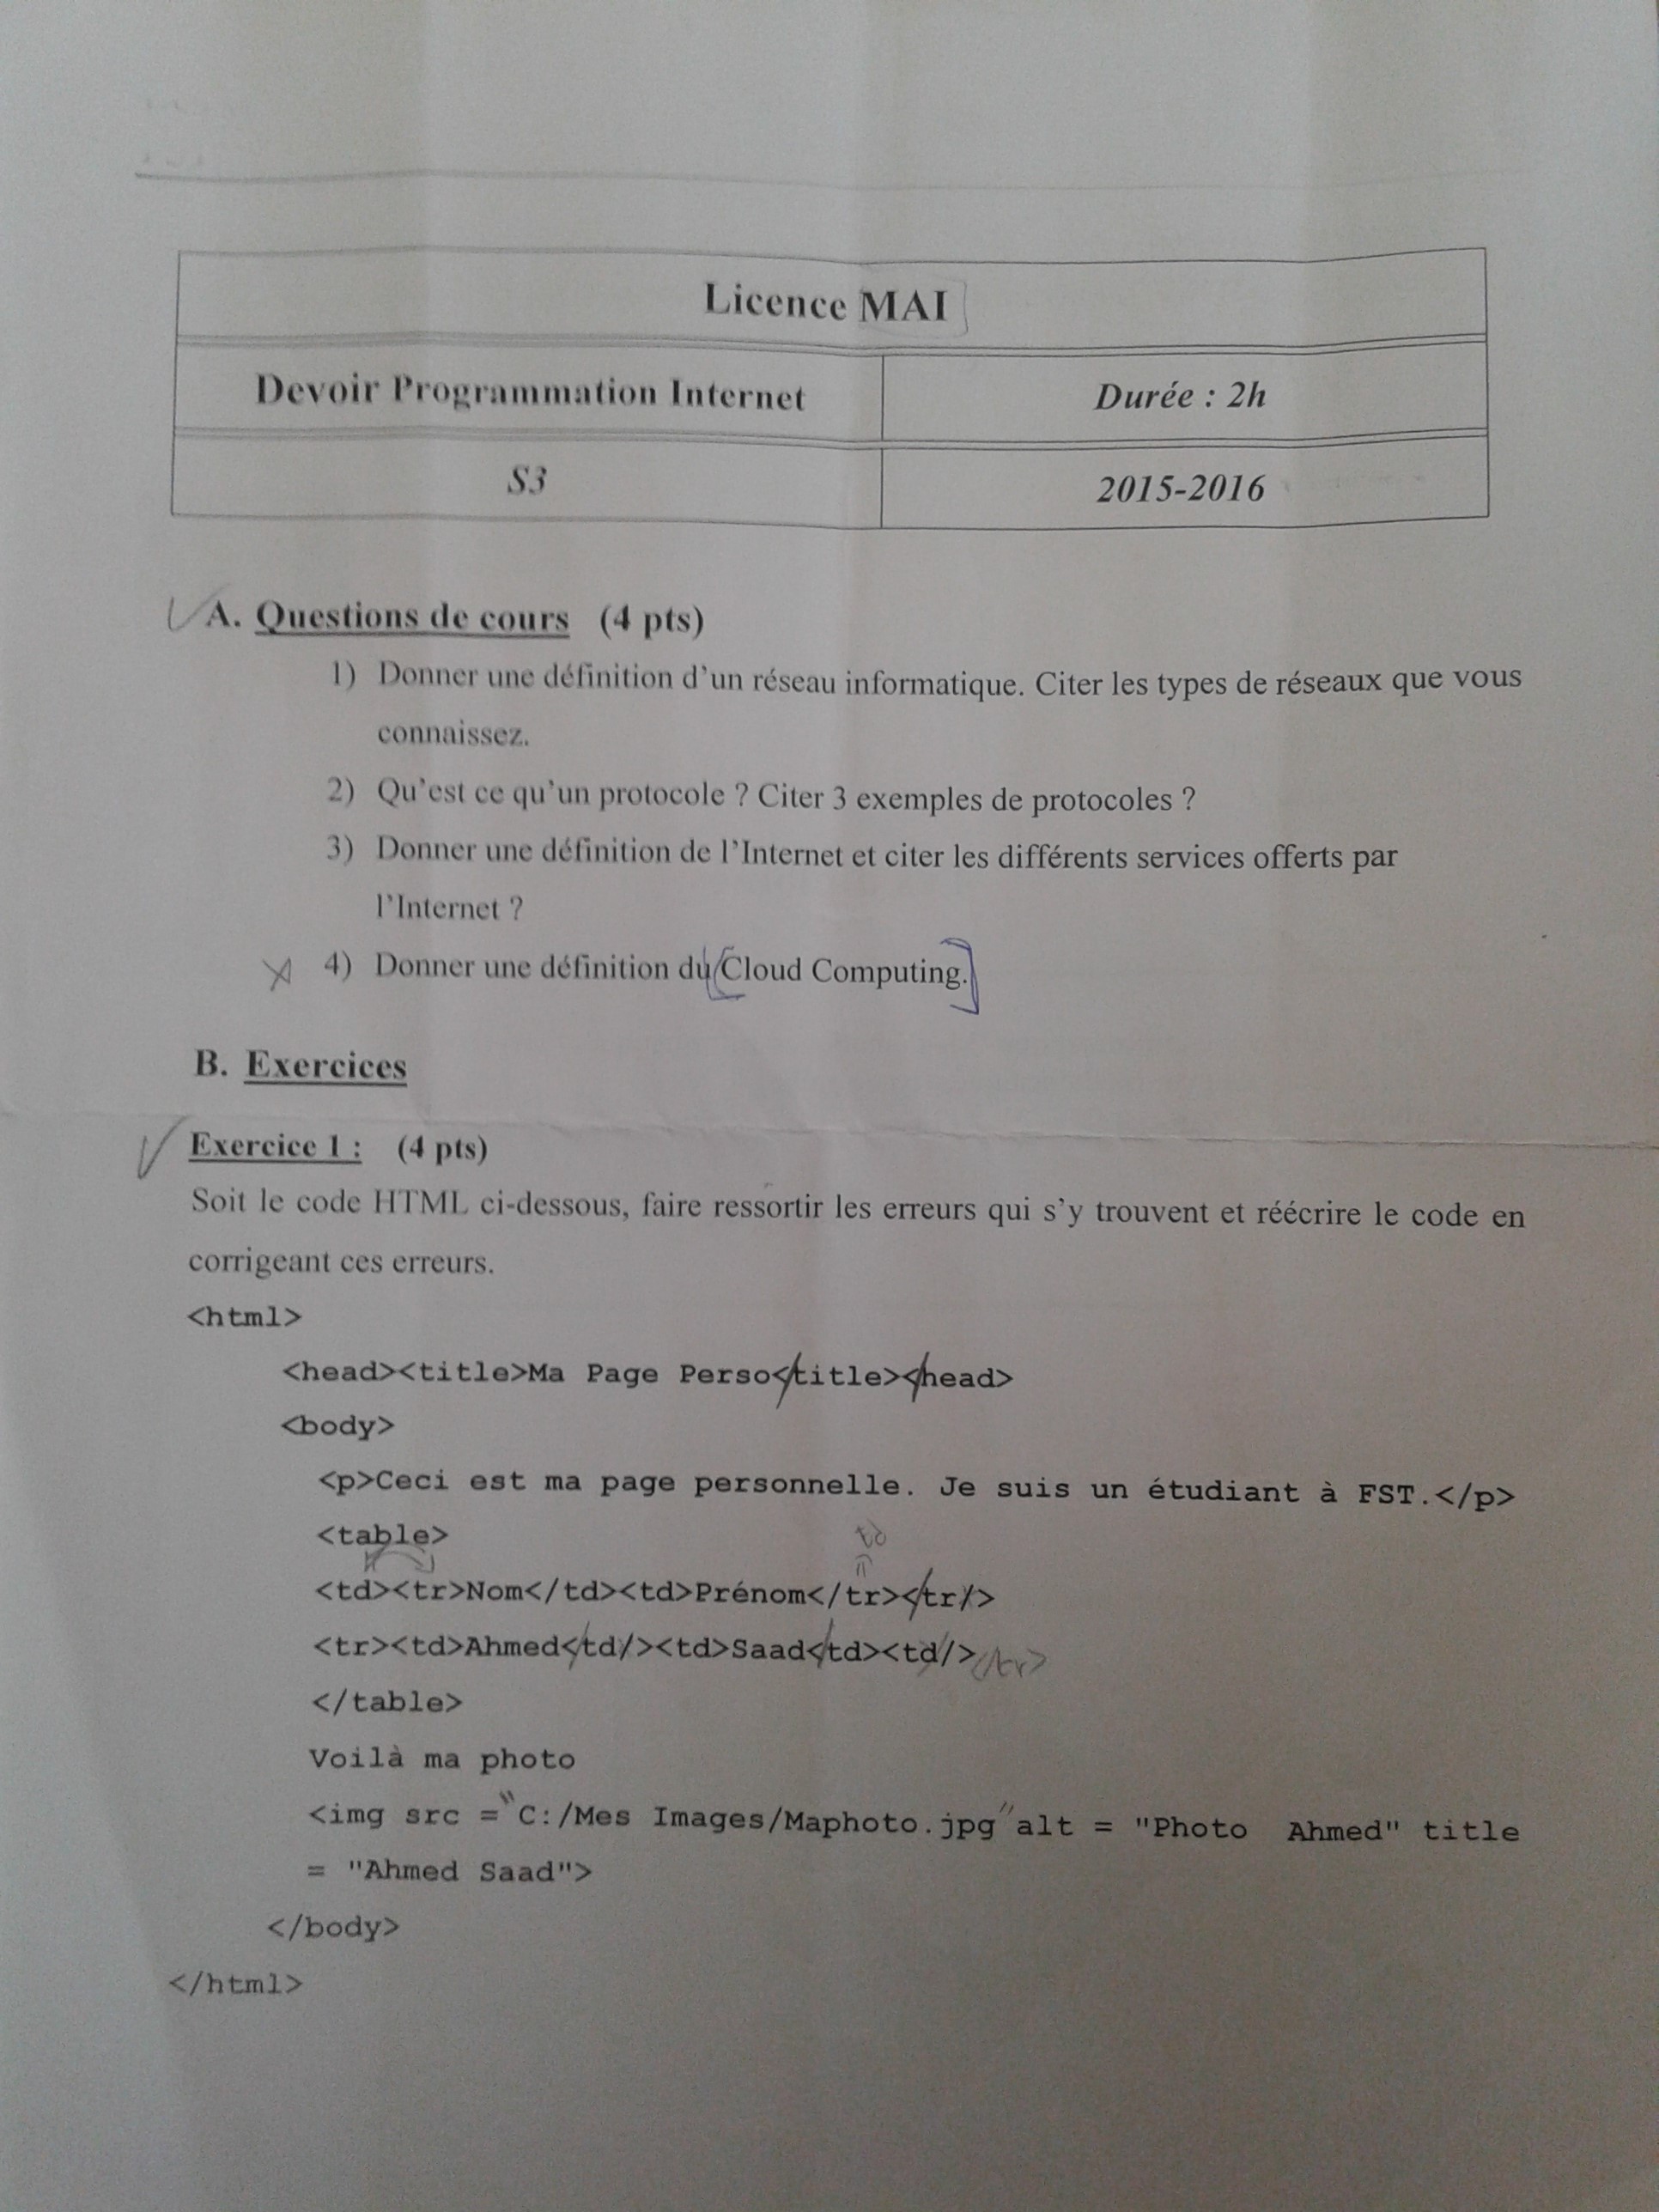 Licence MAI
Devoir Programmation Internet Durée : 2h
S3 2015-2016
A. Questions de cours (4 pts)
1) Donner une définition d'un réseau informatique. Citer les types de réseaux que vous
connaissez.
2) Qu'est ce qu'un protocole ? Citer 3 exemples de protocoles ?
3) Donner une définition de l'Internet et citer les différents services offerts par
l'Internet ?
4) Donner une définition du Cloud Computing.
B. Exercices
Exercice 1 : (4 pts)
Soit le code HTML ci-dessous, faire ressortir les erreurs qui s'y trouvent et réécrire le code en
corrigeant ces erreurs.
<html>
<head><title>Ma Page Perso<title><head>
<body>
<p>Ceci est ma page personnelle. Je suis un étudiant à FST.</p>
<table>
td
<td><tr>Nom</td><td>Prénom</tr><tr/>
<tr><td>Ahmed<td/><td>Saad<td><td/></tr>
</table>
Voilà ma photo
<img src ="C:/Mes Images/Maphoto.jpg" alt = "Photo Ahmed" title
= "Ahmed Saad">
</body>
</html>